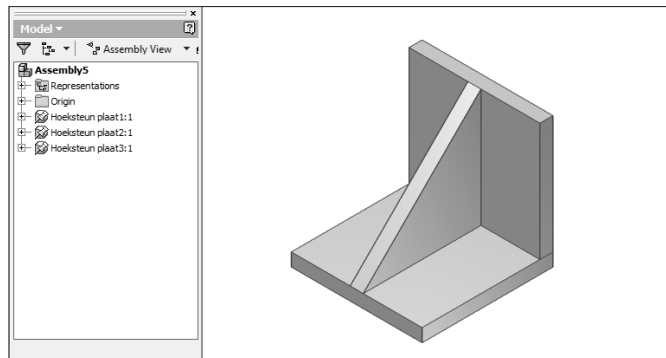 Model
Assembly View
Assembly5
Representations
Origin
Hoeksteun plaat1:1
Hoeksteun plaat2:1
Hoeksteun plaat3:1